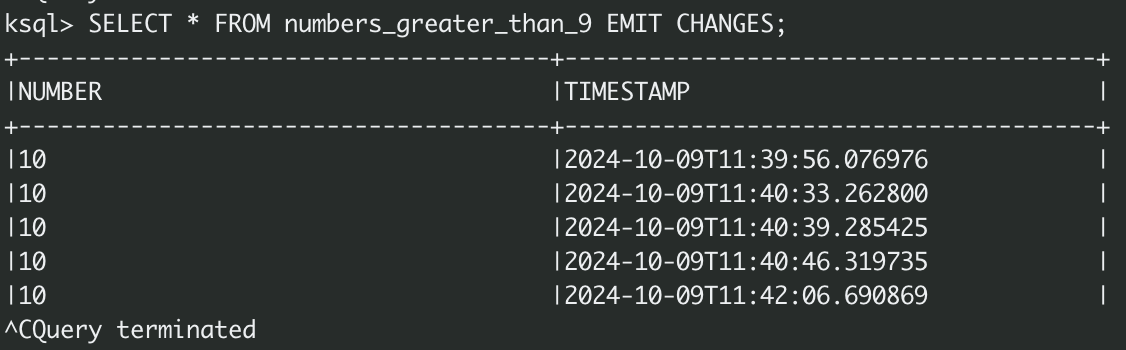 ksql> SELECT * FROM numbers_greater_than_9 EMIT CHANGES;
+--------------------------------------+--------------------------------------+
|NUMBER                                |TIMESTAMP                             |
+--------------------------------------+--------------------------------------+
|10                                    |2024-10-09T11:39:56.076976            |
|10                                    |2024-10-09T11:40:33.262800            |
|10                                    |2024-10-09T11:40:39.285425            |
|10                                    |2024-10-09T11:40:46.319735            |
|10                                    |2024-10-09T11:42:06.690869            |
^CQuery terminated